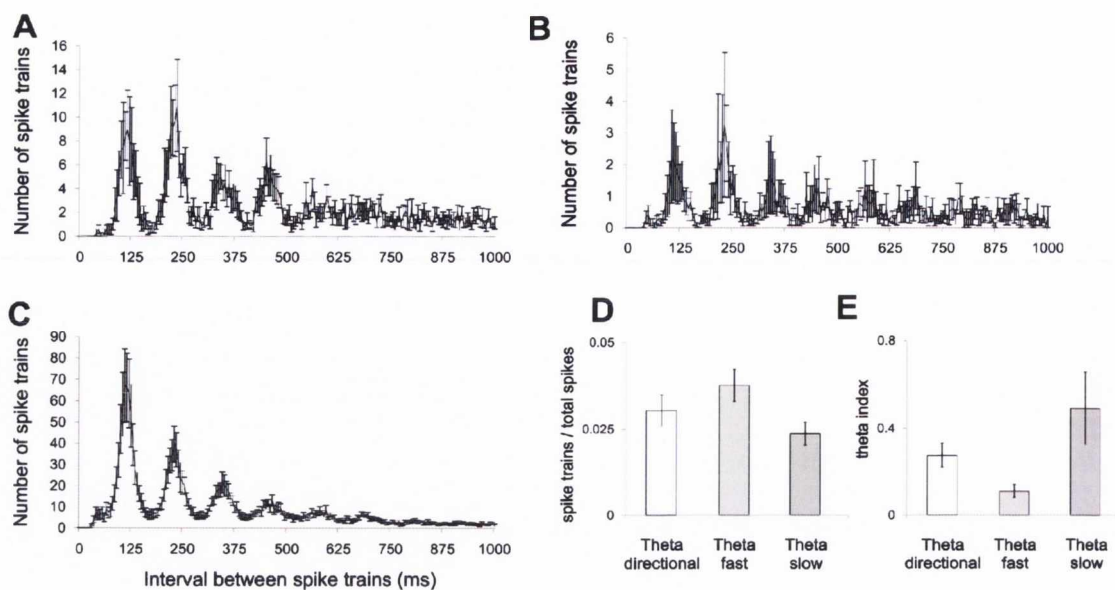 A
Number of spike trains
16
14
12
10
8
6
4
2
0
0 125 250 375 500 625 750 875 1000
B
Number of spike trains
6
5
4
3
2
1
0
0 125 250 375 500 625 750 875 1000
C
Number of spike trains
90
80
70
60
50
40
30
20
10
0
0 125 250 375 500 625 750 875 1000
Interval between spike trains (ms)
D
spike trains / total spikes
0.05
0.025
0
Theta Theta Theta
directional fast slow
E
theta index
0.8
0.4
0
Theta Theta Theta
directional fast slow